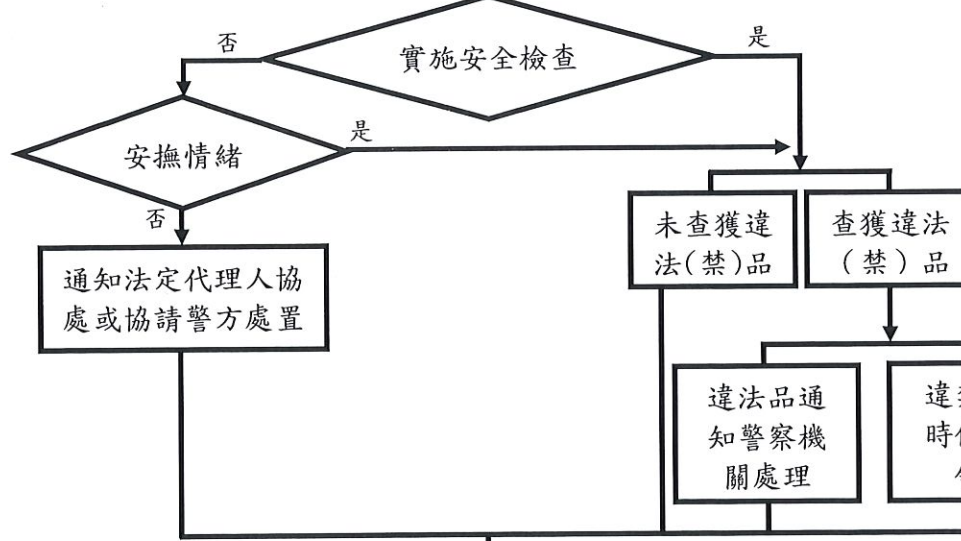 否
實施安全檢查
是
安撫情緒
是
否
通知法定代理人協
處或協請警方處置
未查獲違
法(禁)品
查獲違法
(禁)品
違法品通
知警察機
關處理
違
時